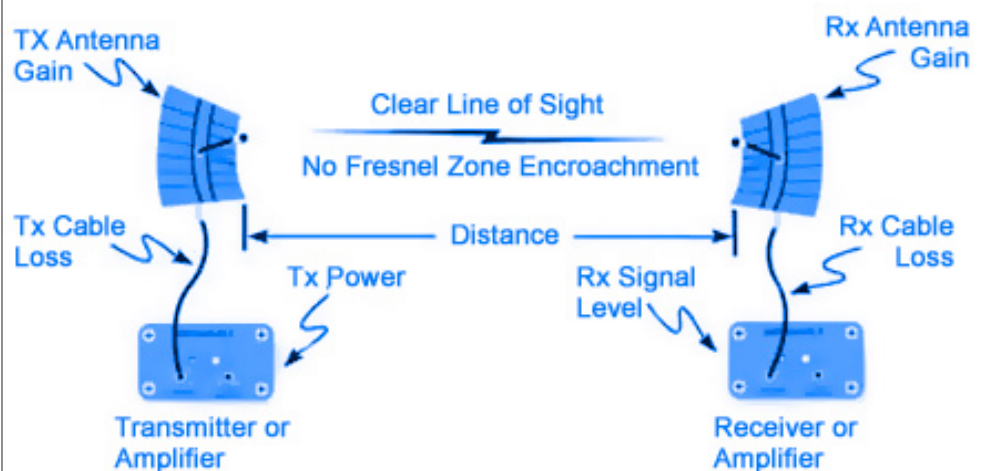 TX Antenna
Gain
Rx Antenna
Gain
Clear Line of Sight
No Fresnel Zone Encroachment
Tx Cable
Loss
Distance
Rx Cable
Loss
Tx Power
Rx Signal
Level
Transmitter or
Amplifier
Receiver or
Amplifier